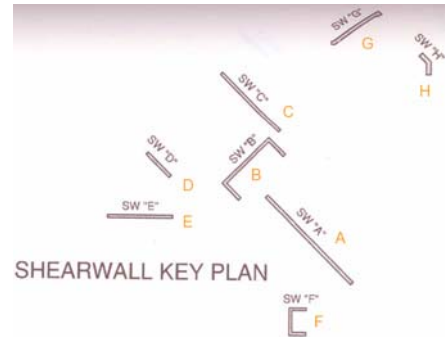 SW "G"
G
SW "H"
H
SW "C"
C
SW "B"
B
SW "D"
D
SW "E"
E
SW "A"
A
SHEARWALL KEY PLAN
SW "F"
F